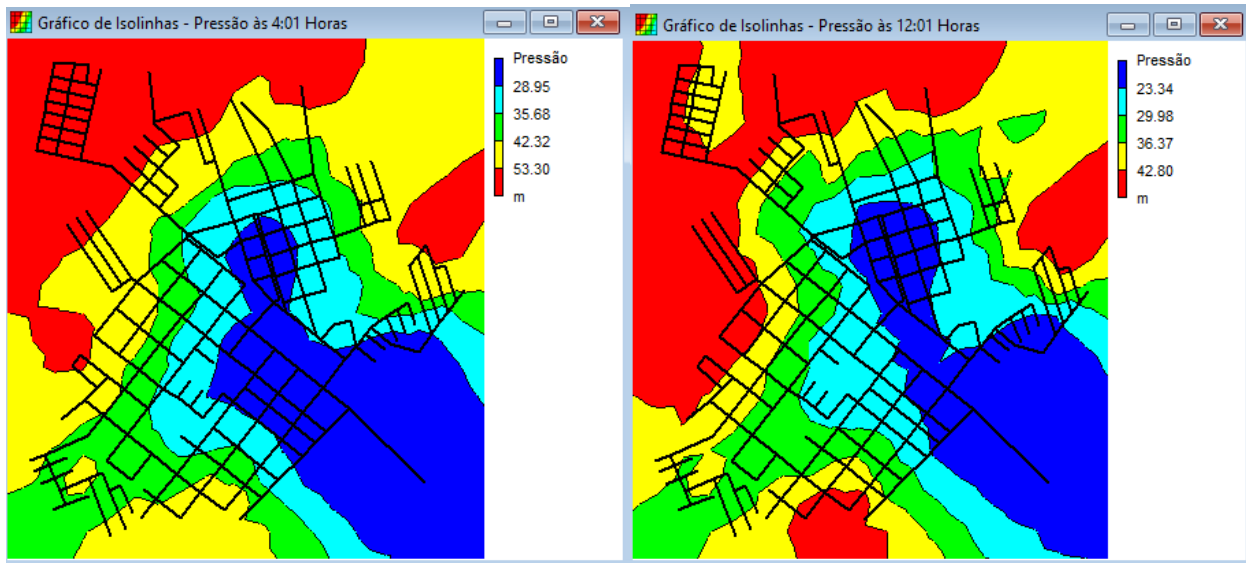 Gráfico de Isolinhas - Pressão às 4:01 Horas
Pressão
28.95
35.68
42.32
53.30
m
Gráfico de Isolinhas - Pressão às 12:01 Horas
Pressão
23.34
29.98
36.37
42.80
m